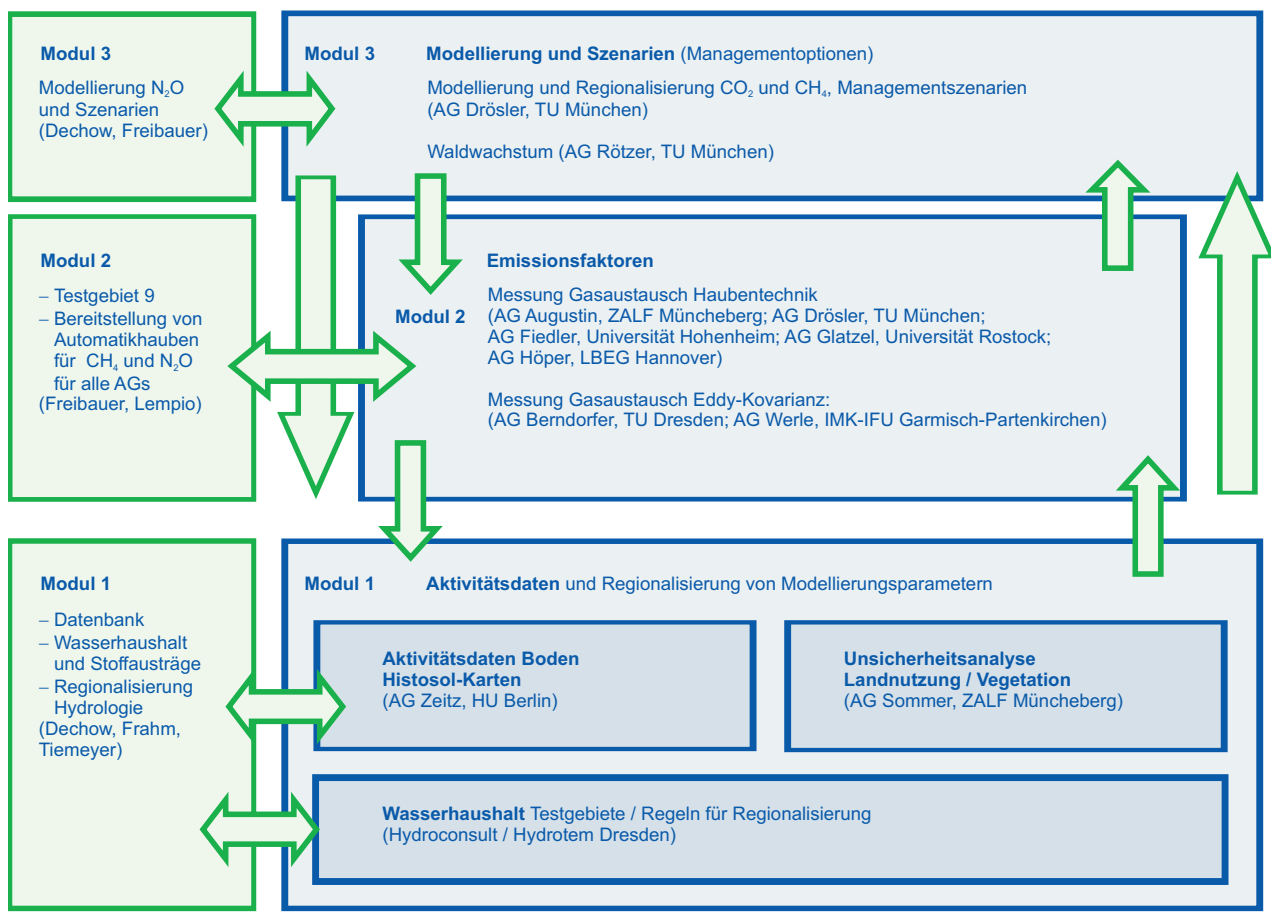 Modul 3
Modellierung N₂O
und Szenarien
(Dechow, Freibauer)
Modul 3
Modellierung und Szenarien (Managementoptionen)
Modellierung und Regionalisierung CO₂ und CH₄, Managementszenarien
(AG Drösler, TU München)
Waldwachstum (AG Rötzer, TU München)
Modul 2
– Testgebiet 9
– Bereitstellung von
Automatikhauben
für CH₄ und N₂O
für alle AGs
(Freibauer, Lempio)
Modul 2
Emissionsfaktoren
Messung Gasaustausch Haubentechnik
(AG Augustin, ZALF Müncheberg; AG Drösler, TU München;
AG Fiedler, Universität Hohenheim; AG Glatzel, Universität Rostock;
AG Höper, LBEG Hannover)
Messung Gasaustausch Eddy-Kovarianz:
(AG Berndorfer, TU Dresden; AG Werle, IMK-IFU Garmisch-Partenkirchen)
Modul 1
– Datenbank
– Wasserhaushalt
und Stoffausträge
– Regionalisierung
Hydrologie
(Dechow, Frahm,
Tiemeyer)
Modul 1
Aktivitätsdaten und Regionalisierung von Modellierungsparametern
Aktivitätsdaten Boden
Histosol-Karten
(AG Zeitz, HU Berlin)
Unsicherheitsanalyse
Landnutzung / Vegetation
(AG Sommer, ZALF Müncheberg)
Wasserhaushalt Testgebiete / Regeln für Regionalisierung
(Hydroconsult / Hydrotem Dresden)